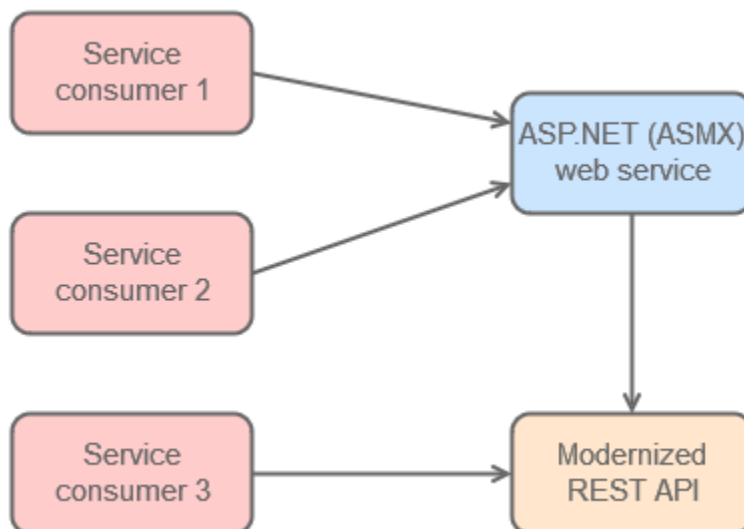 Service
consumer 1
ASP.NET (ASMX)
web service
Service
consumer 2
Service
consumer 3
Modernized
REST API